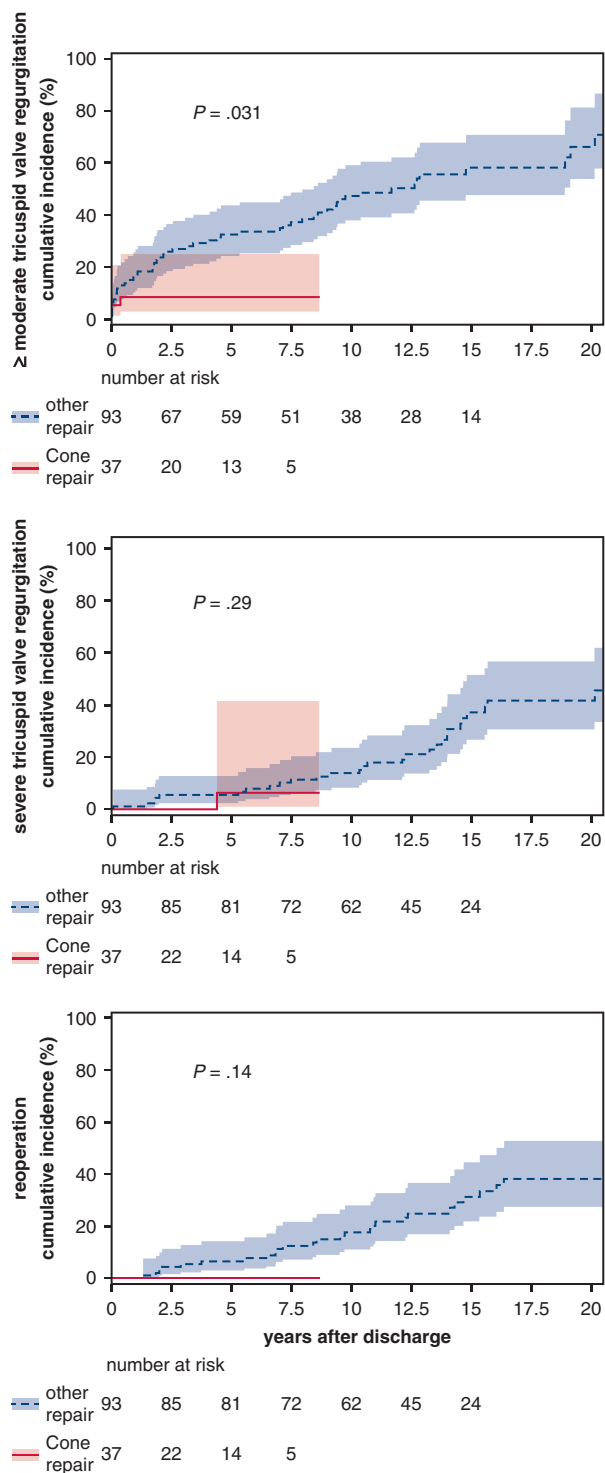 ≥ moderate tricuspid valve regurgitation
cumulative incidence (%)
100
80
60
40
20
0
P = .031
0 2.5 5 7.5 10 12.5 15 17.5 20
number at risk
other
repair 93 67 59 51 38 28 14
Cone
repair 37 20 13 5
severe tricuspid valve regurgitation
cumulative incidence (%)
100
80
60
40
20
0
P = .29
0 2.5 5 7.5 10 12.5 15 17.5 20
number at risk
other
repair 93 85 81 72 62 45 24
Cone
repair 37 22 14 5
reoperation
cumulative incidence (%)
100
80
60
40
20
0
P = .14
0 2.5 5 7.5 10 12.5 15 17.5 20
years after discharge
number at risk
other
repair 93 85 81 72 62 45 24
Cone
repair 37 22 14 5